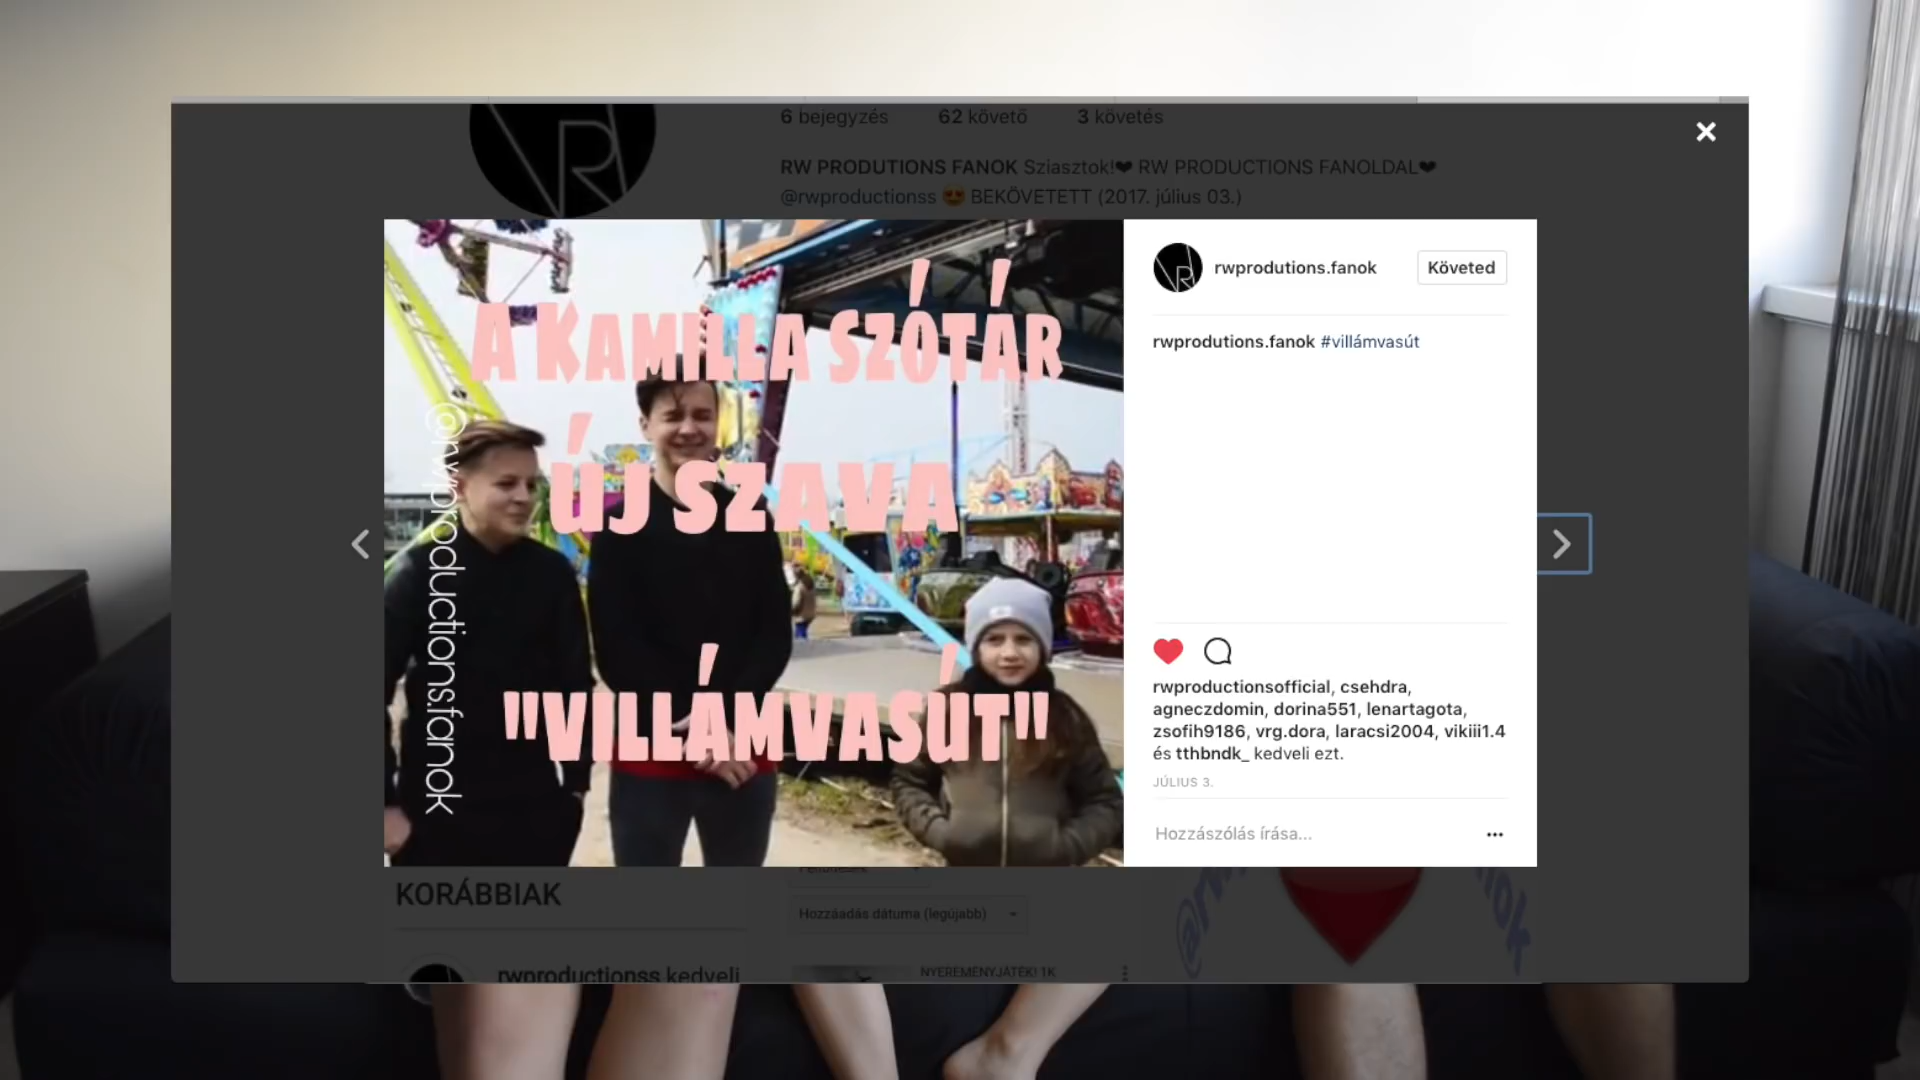 6 bejegyzés 62 követő 3 követés
RW PRODUTIONS FANOK Sziasztok!❤ RW PRODUCTIONS FANOLDAL❤
@rwproductionss 😍 BEKÖVETETT (2017. július 03.)
A KAMILLA SZÓTÁR
ÚJ SZAVA
"VILLÁMVASÚT"
@rwproductions.fanok
rwprodutions.fanok Követed
rwprodutions.fanok #villámvasút
rwproductionsofficial, csehdra,
agneczdomin, dorina551, lenartagota,
zsofih9186, vrg.dora, laracsi2004, vikiii1.4
és tthbndk_ kedveli ezt.
JÚLIUS 3.
Hozzászólás írása...
KORÁBBIAK
Hozzáadás dátuma (legújabb)
rwproductionss kedveli
NYEREMÉNYJÁTÉK! 1K